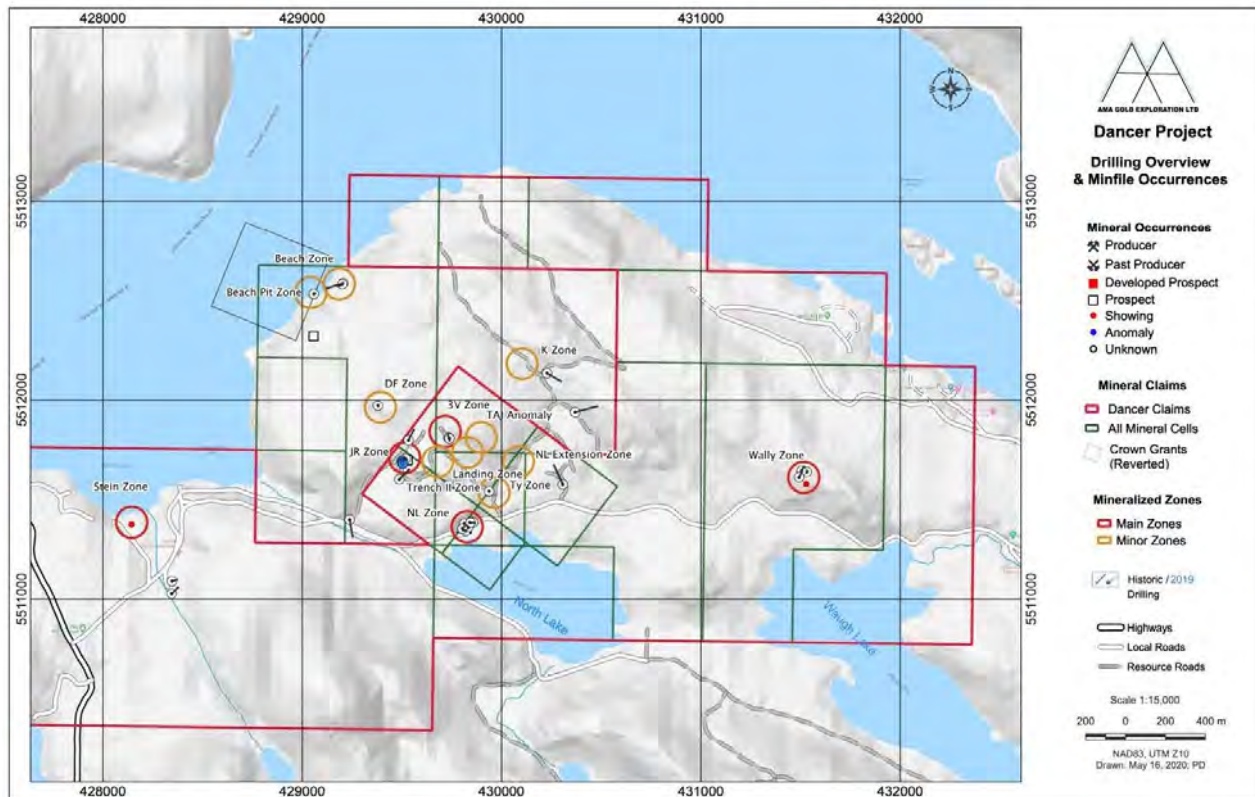 428000
429000
430000
431000
432000
5513000
5512000
5511000
Beach Zone
Beach Pit Zone
K Zone
DF Zone
3V Zone
TAJ Anomaly
JR Zone
NL Extension Zone
Landing Zone
Trench II Zone
Ty Zone
Wally Zone
Stein Zone
NL Zone
North Lake
Waugh Lake
5513000
5512000
5511000
428000
429000
430000
431000
432000
AMA GOLD EXPLORATION LTD
Dancer Project
Drilling Overview
& Minfile Occurrences
Mineral Occurrences
Producer
Past Producer
Developed Prospect
Prospect
Showing
Anomaly
Unknown
Mineral Claims
Dancer Claims
All Mineral Cells
Crown Grants
(Reverted)
Mineralized Zones
Main Zones
Minor Zones
Historic / 2019
Drilling
Highways
Local Roads
Resource Roads
Scale 1:15,000
200 0 200 400 m
NAD83, UTM Z10
Drawn: May 16, 2020; PD